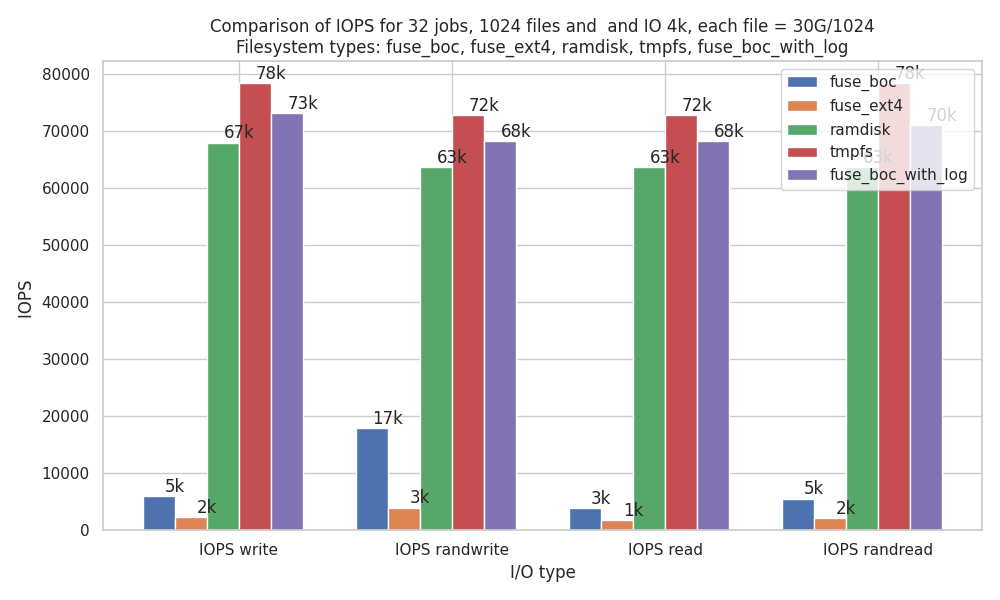 Comparison of IOPS for 32 jobs, 1024 files and  and IO 4k, each file = 30G/1024
Filesystem types: fuse_boc, fuse_ext4, ramdisk, tmpfs, fuse_boc_with_log
IOPS
80000
70000
60000
50000
40000
30000
20000
10000
0
5k
2k
67k
78k
73k
17k
3k
63k
72k
68k
3k
1k
63k
72k
68k
5k
2k
63k
78k
70k
fuse_boc
fuse_ext4
ramdisk
tmpfs
fuse_boc_with_log
IOPS write
IOPS randwrite
IOPS read
IOPS randread
I/O type